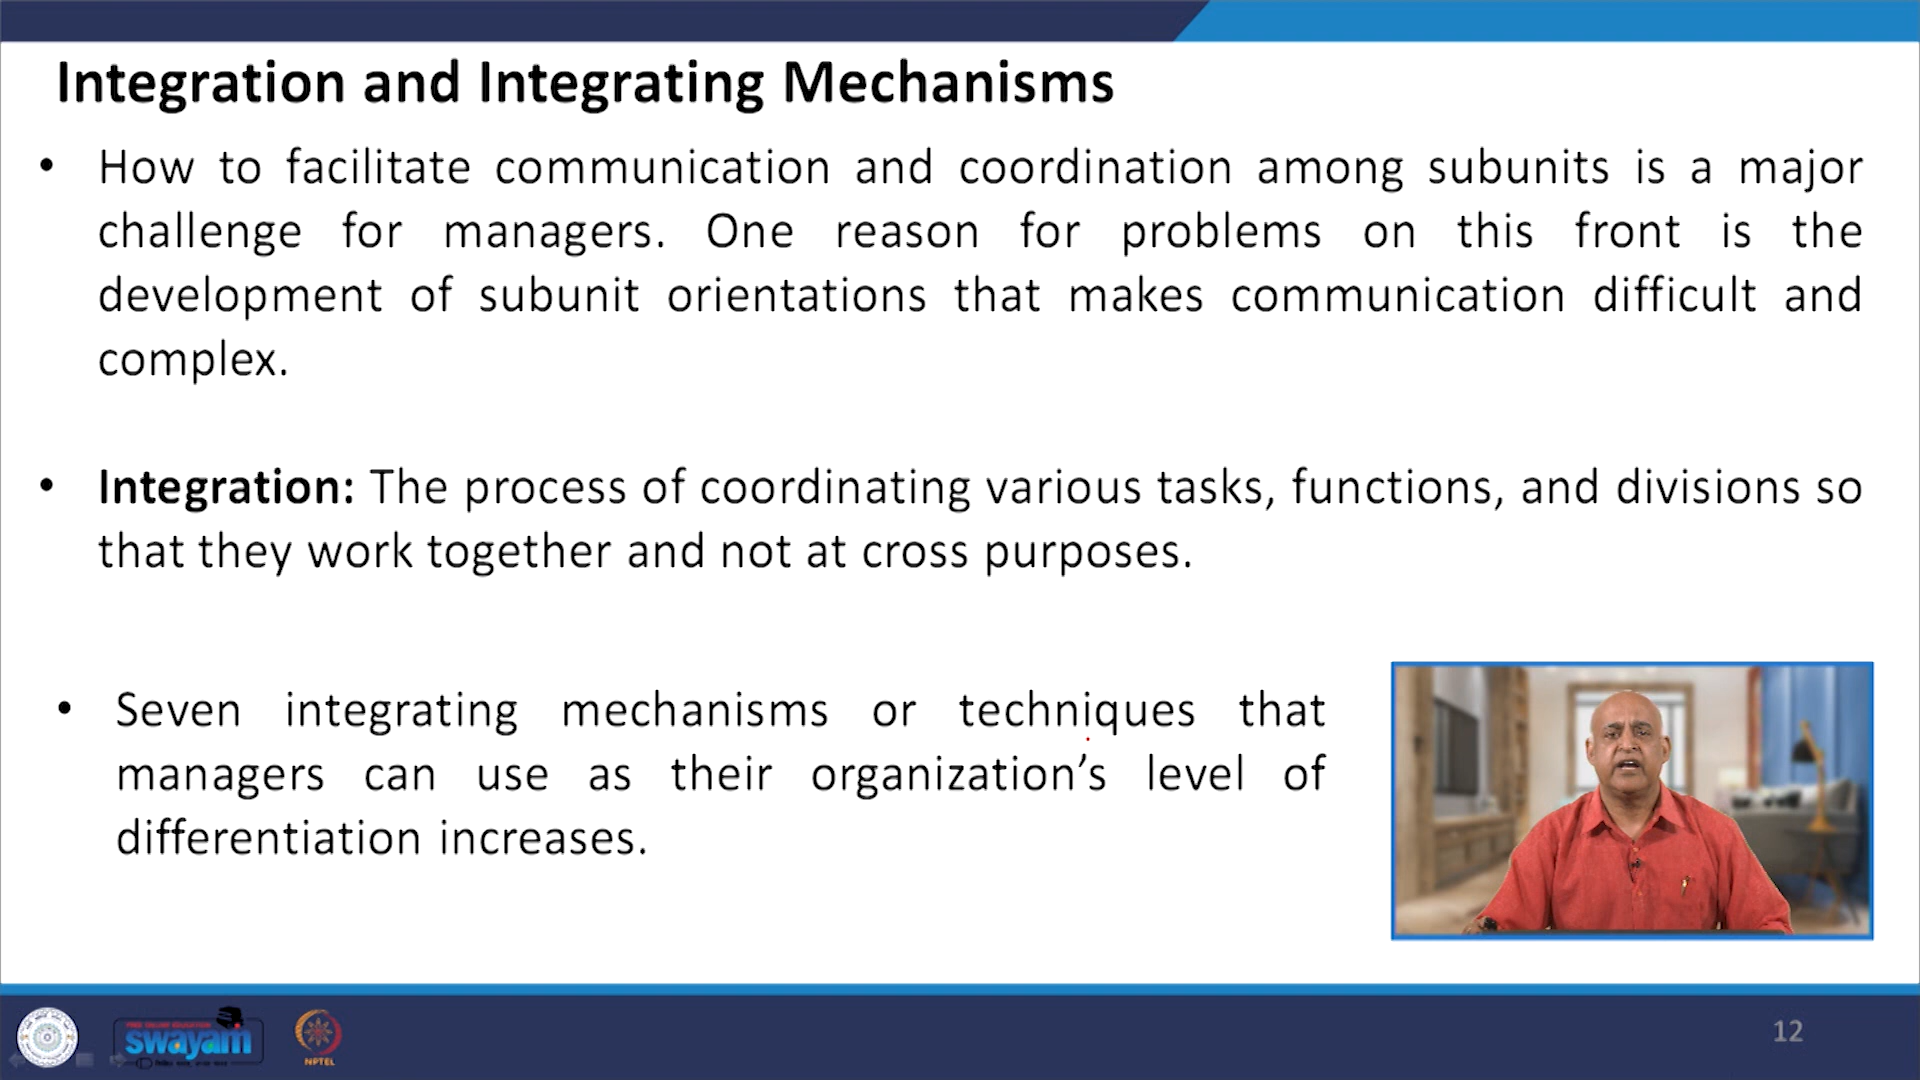 Integration and Integrating Mechanisms
• How to facilitate communication and coordination among subunits is a major
challenge for managers. One reason for problems on this front is the
development of subunit orientations that makes communication difficult and
complex.
• Integration: The process of coordinating various tasks, functions, and divisions so
that they work together and not at cross purposes.
• Seven integrating mechanisms or techniques that
managers can use as their organization’s level of
differentiation increases.
FREE ONLINE EDUCATION
swayam
NPTEL
12